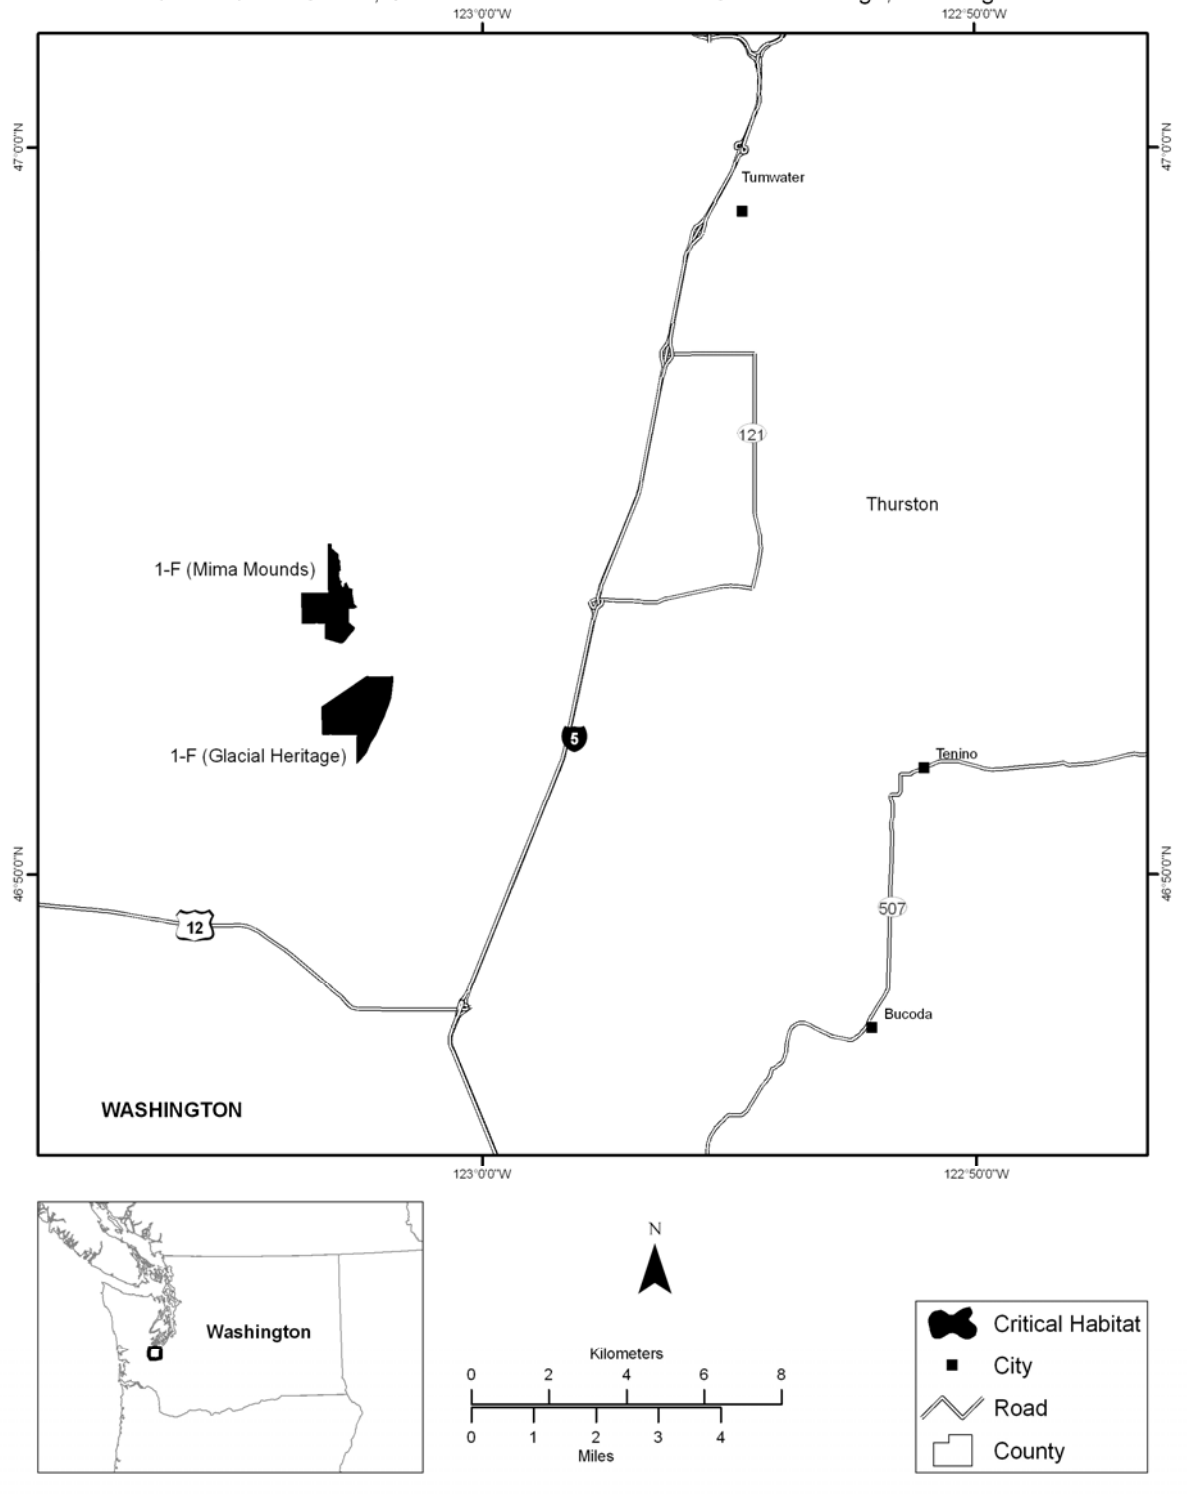 123°0'0"W
122°50'0"W
47°0'0"N
47°0'0"N
Tumwater
121
Thurston
1-F (Mima Mounds)
1-F (Glacial Heritage)
5
Tenino
46°50'0"N
46°50'0"N
507
12
Bucoda
WASHINGTON
123°0'0"W
122°50'0"W
N
Washington
Kilometers
0 2 4 6 8
0 1 2 3 4
Miles
Critical Habitat
City
Road
County